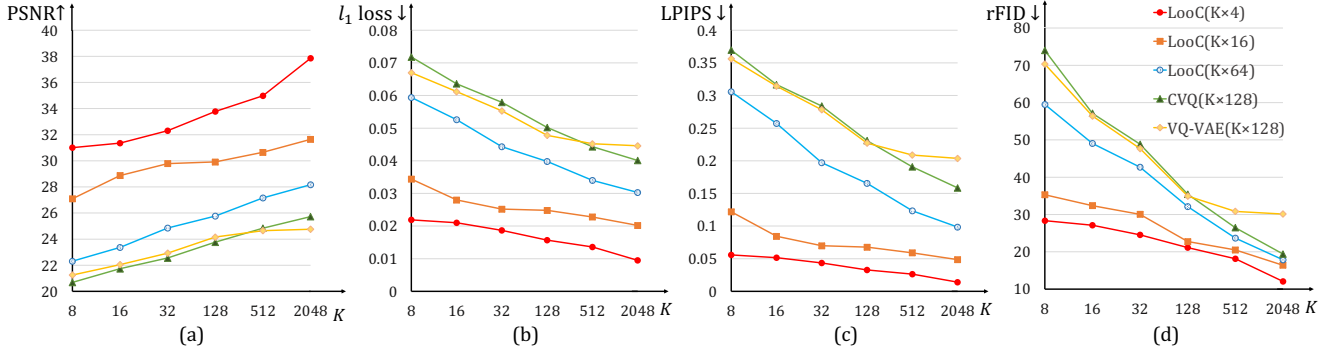 PSNR↑
40
38
36
34
32
30
28
26
24
22
20
8 16 32 128 512 2048 K
(a)
l₁ loss ↓
0.08
0.07
0.06
0.05
0.04
0.03
0.02
0.01
0
8 16 32 128 512 2048 K
(b)
LPIPS ↓
0.4
0.35
0.3
0.25
0.2
0.15
0.1
0.05
0
8 16 32 128 512 2048 K
(c)
rFID ↓
80
70
60
50
40
30
20
10
8 16 32 128 512 2048 K
(d)
LooC(K×4)
LooC(K×16)
LooC(K×64)
CVQ(K×128)
VQ-VAE(K×128)